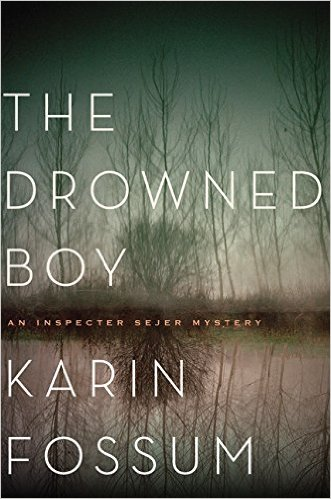 THE
DROWNED
BOY
AN INSPECTER SEJER MYSTERY
KARIN
FOSSUM